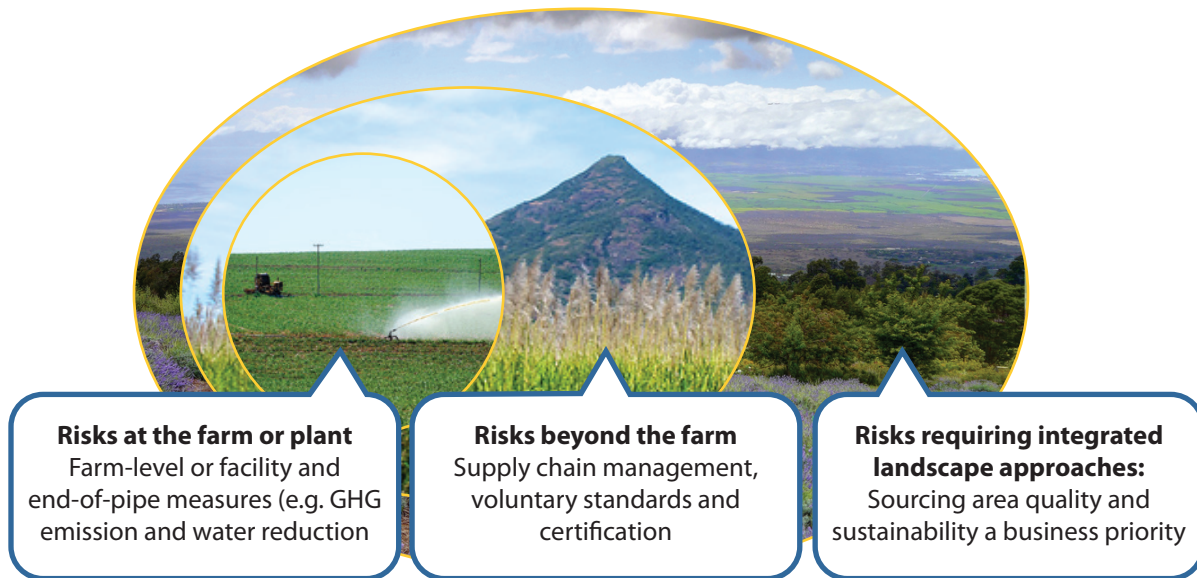 Risks at the farm or plant
Farm-level or facility and
end-of-pipe measures (e.g. GHG
emission and water reduction
Risks beyond the farm
Supply chain management,
voluntary standards and
certification
Risks requiring integrated
landscape approaches:
Sourcing area quality and
sustainability a business priority